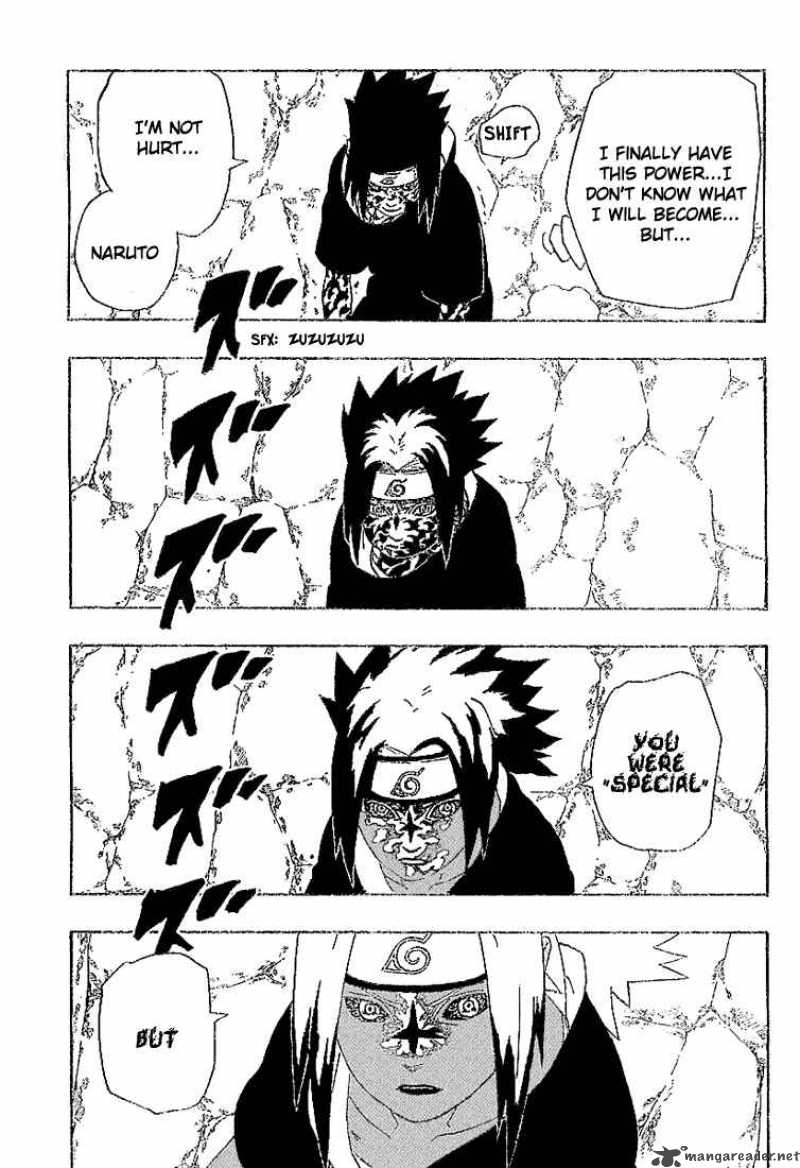 I FINALLY HAVE
THIS POWER...I
DON'T KNOW WHAT
I WILL BECOME...
BUT...
SHIFT
I'M NOT
HURT...
NARUTO
ズ
ズ
SFX: ZUZUZUZU
ズ
ズ
ズ
ズ
ズ
YOU
WERE
"SPECIAL"
BUT
mangareader.net